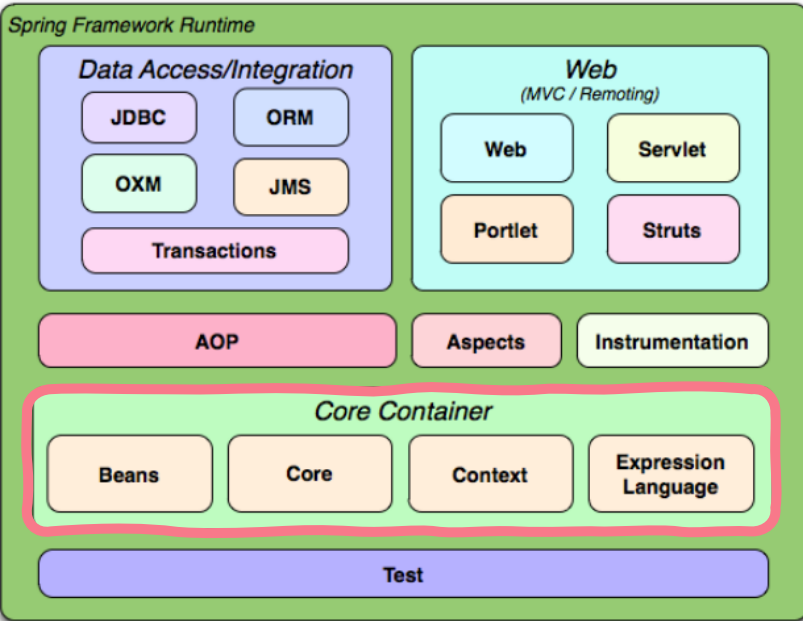 Spring Framework Runtime
Data Access/Integration
JDBC
ORM
OXM
JMS
Transactions
Web
(MVC / Remoting)
Web
Servlet
Portlet
Struts
AOP
Aspects
Instrumentation
Core Container
Beans
Core
Context
Expression
Language
Test